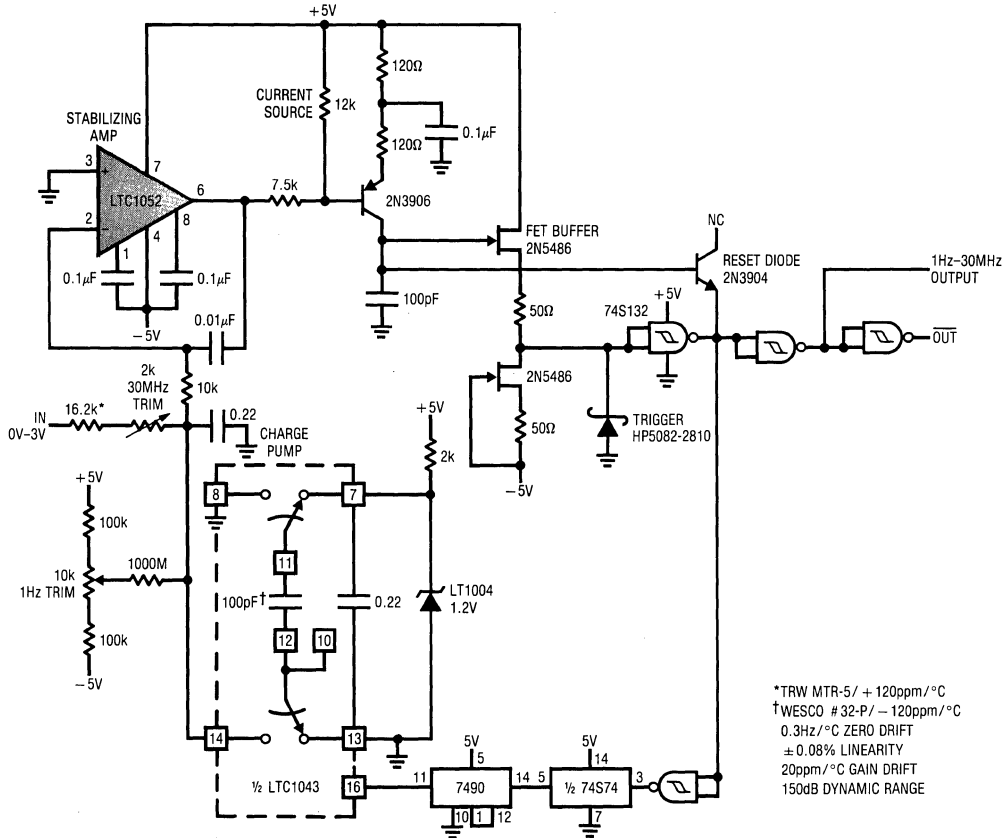 +5V
120Ω
CURRENT
SOURCE
12k
0.1µF
STABILIZING
AMP
120Ω
7
3
+
LTC1052
6
7.5k
2N3906
2
−
8
4
1
NC
FET BUFFER
2N5486
RESET DIODE
2N3904
1Hz–30MHz
OUTPUT
0.1µF
0.1µF
100pF
+5V
74S132
50Ω
−5V
0.01µF
OUT
2k
30MHz
TRIM
10k
2N5486
16.2k*
IN
0V–3V
0.22
+5V
TRIGGER
HP5082-2810
CHARGE
PUMP
50Ω
2k
−5V
8
7
+5V
100k
11
1000M
10k
1Hz TRIM
100pF†
0.22
LT1004
1.2V
12
10
100k
−5V
14
13
*TRW MTR-5/ + 120ppm/°C
†WESCO #32-P/ − 120ppm/°C
0.3Hz/°C ZERO DRIFT
±0.08% LINEARITY
20ppm/°C GAIN DRIFT
150dB DYNAMIC RANGE
5V
5
5V
14
½ LTC1043
16
11
7490
14
5
½ 74S74
3
10
1
12
7